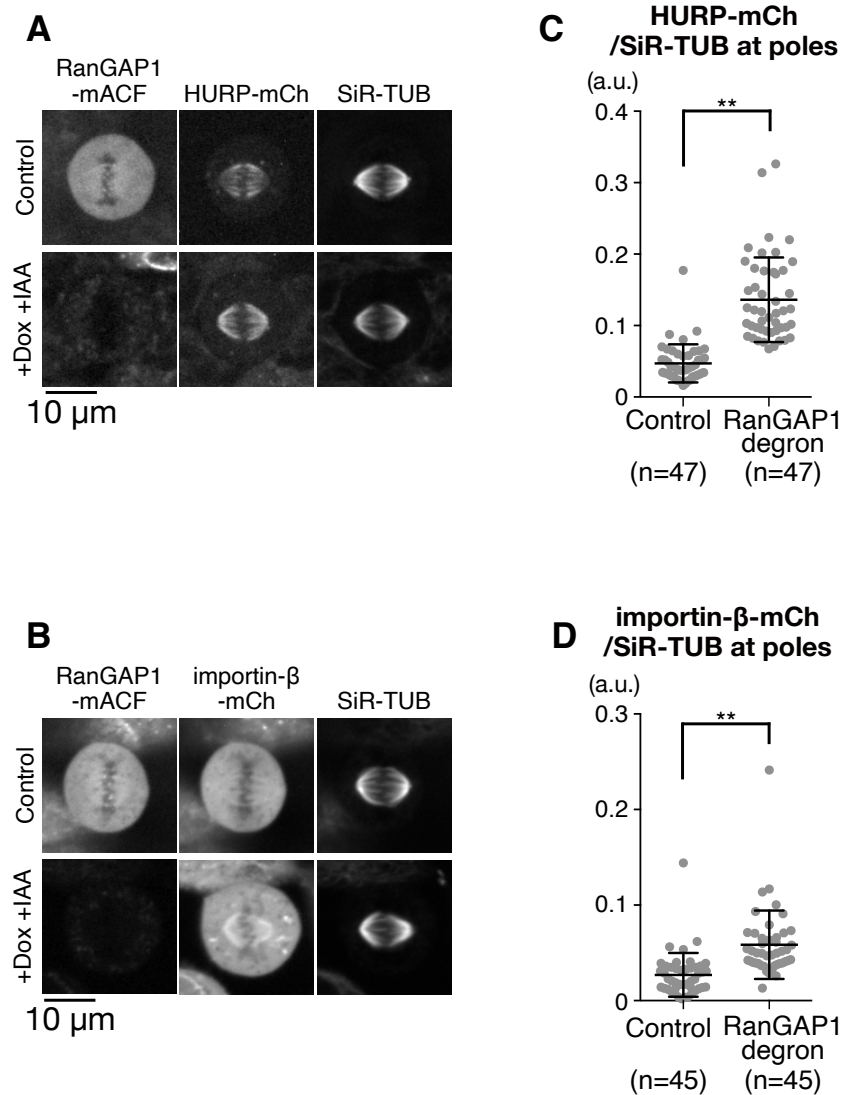 A
RanGAP1
-mACF
HURP-mCh
SiR-TUB
Control
+Dox +IAA
10 μm
C
HURP-mCh
/SiR-TUB at poles
(a.u.)
**
0.4
0.3
0.2
0.1
0
Control
RanGAP1
degron
(n=47)
(n=47)
B
RanGAP1
-mACF
importin-β
-mCh
SiR-TUB
Control
+Dox +IAA
10 μm
D
importin-β-mCh
/SiR-TUB at poles
(a.u.)
**
0.3
0.2
0.1
0
Control
RanGAP1
degron
(n=45)
(n=45)